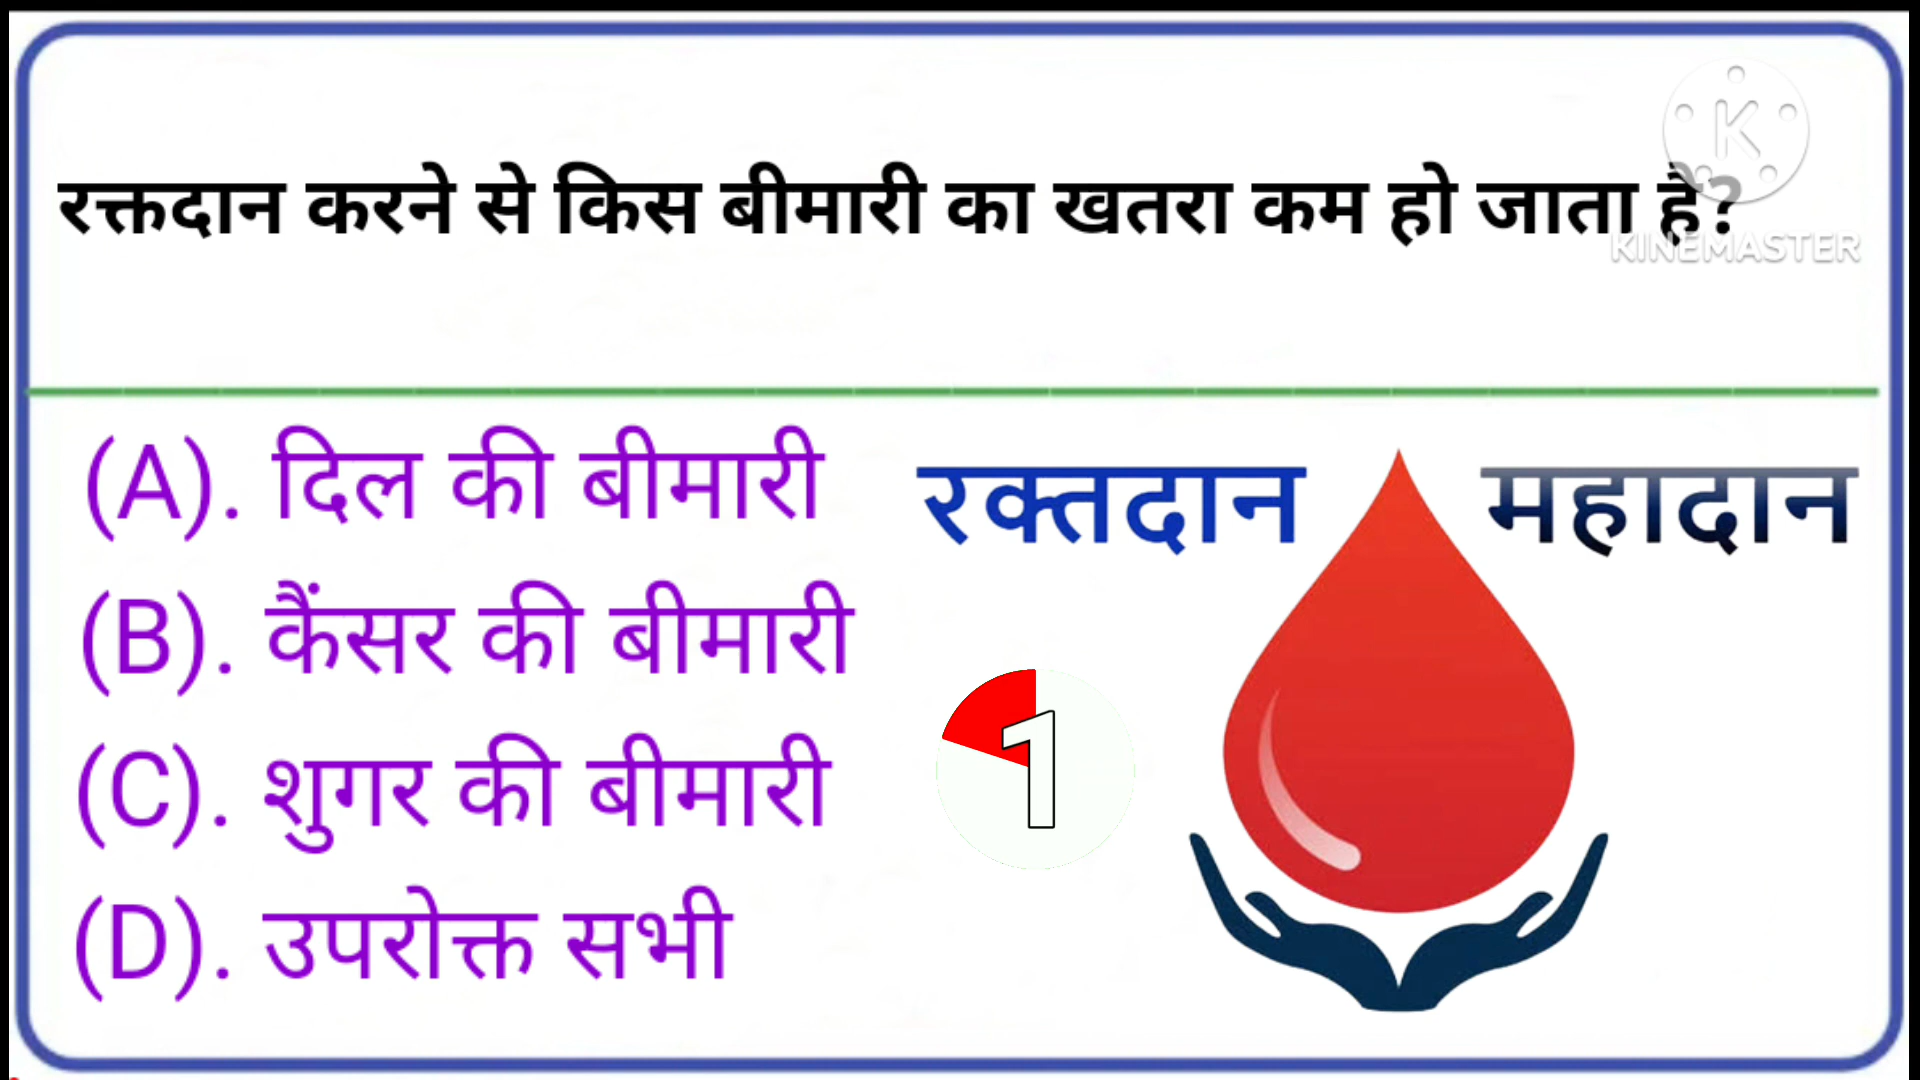 रक्तदान करने से किस बीमारी का खतरा कम हो जाता है?
K
KINEMASTER
(A). दिल की बीमारी
(B). कैंसर की बीमारी
(C). शुगर की बीमारी
(D). उपरोक्त सभी
रक्तदान महादान
1